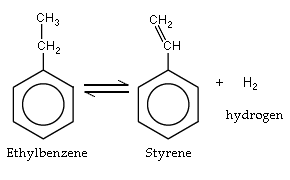 CH3
CH2
CH2
CH
+ H2
hydrogen
Ethylbenzene
Styrene